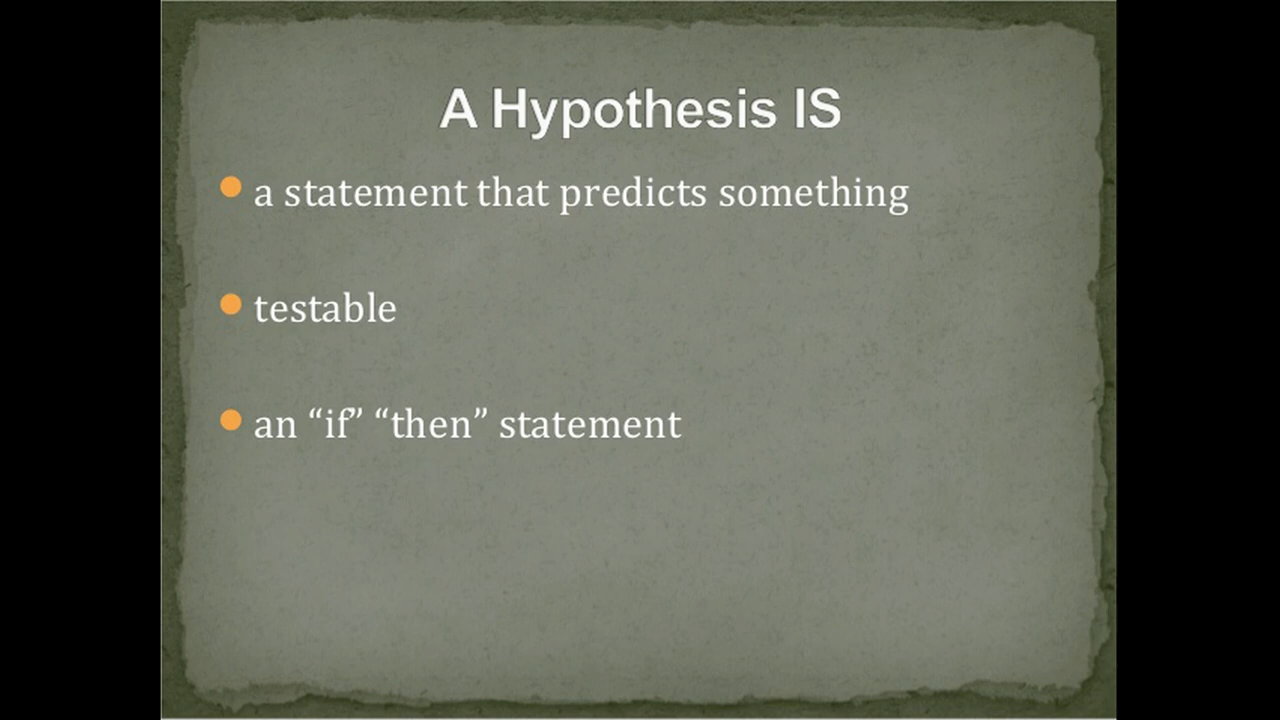 A Hypothesis IS
a statement that predicts something
testable
an “if” “then” statement